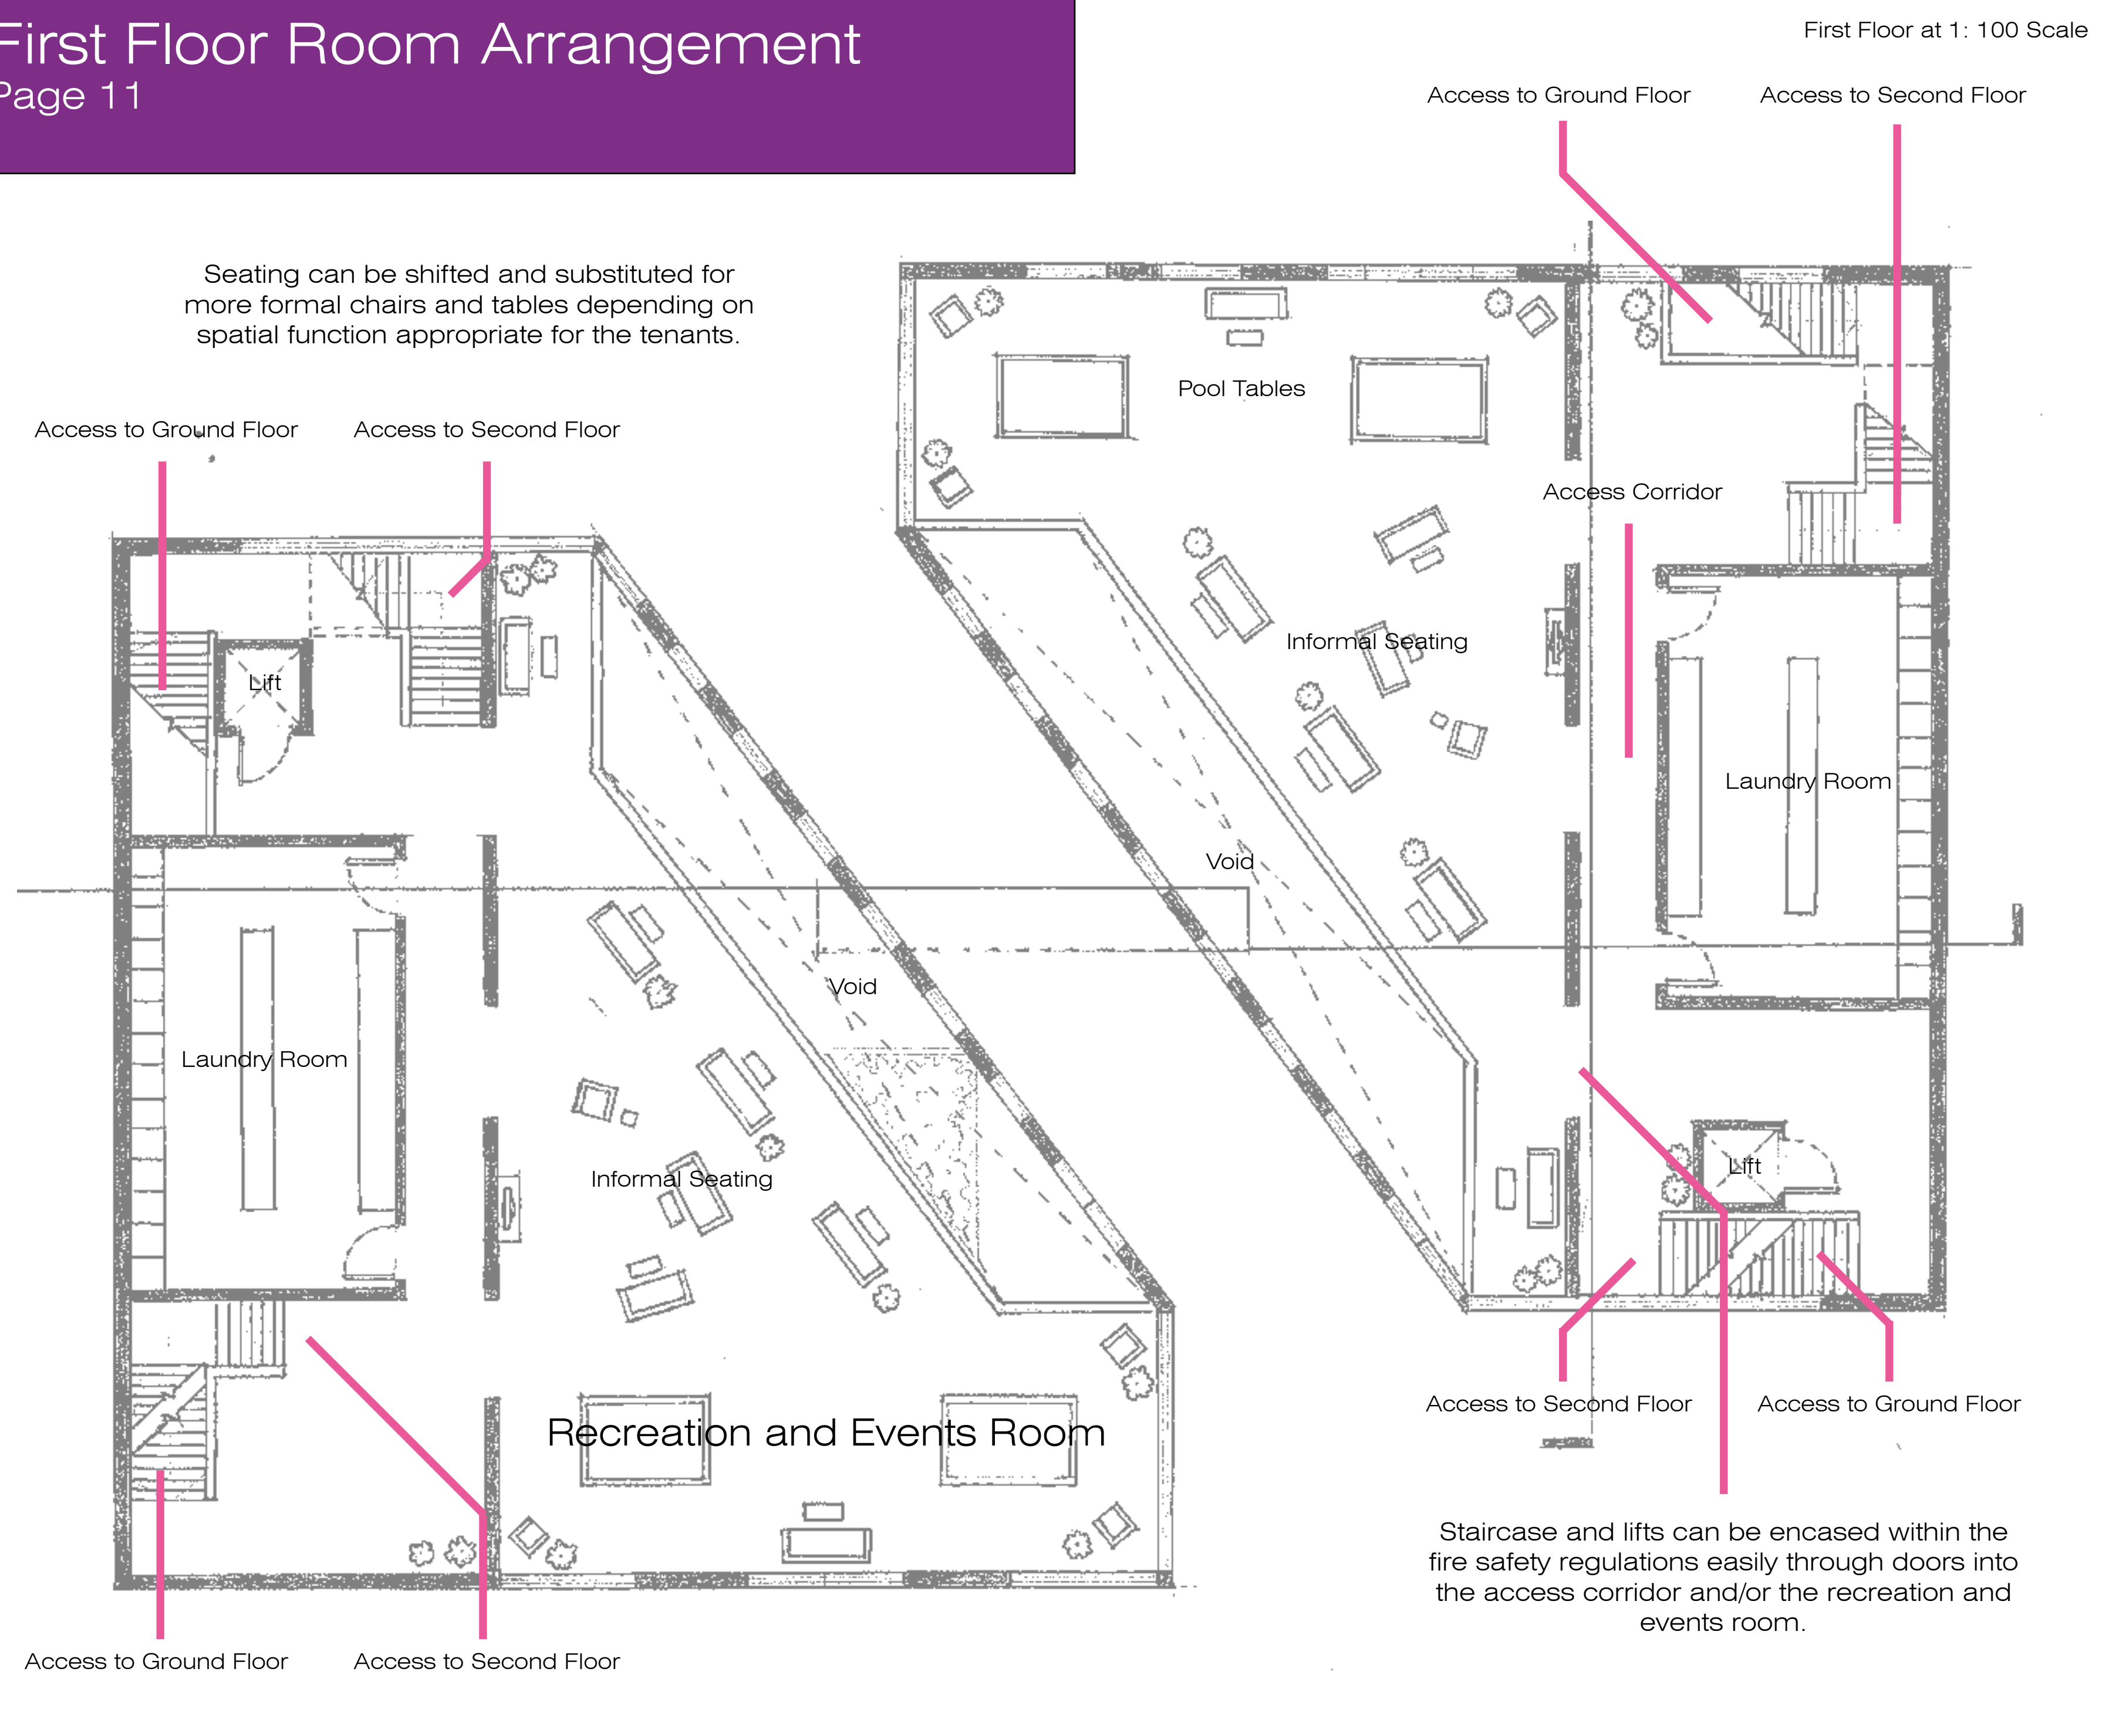 First Floor Room Arrangement
Page 11
First Floor at 1: 100 Scale
Access to Ground Floor
Access to Second Floor
Seating can be shifted and substituted for
more formal chairs and tables depending on
spatial function appropriate for the tenants.
Pool Tables
Access to Ground Floor
Access to Second Floor
Access Corridor
Informal Seating
Lift
Laundry Room
Void
Void
Laundry Room
Lift
Informal Seating
Access to Second Floor
Access to Ground Floor
Recreation and Events Room
Staircase and lifts can be encased within the
fire safety regulations easily through doors into
the access corridor and/or the recreation and
events room.
Access to Ground Floor
Access to Second Floor